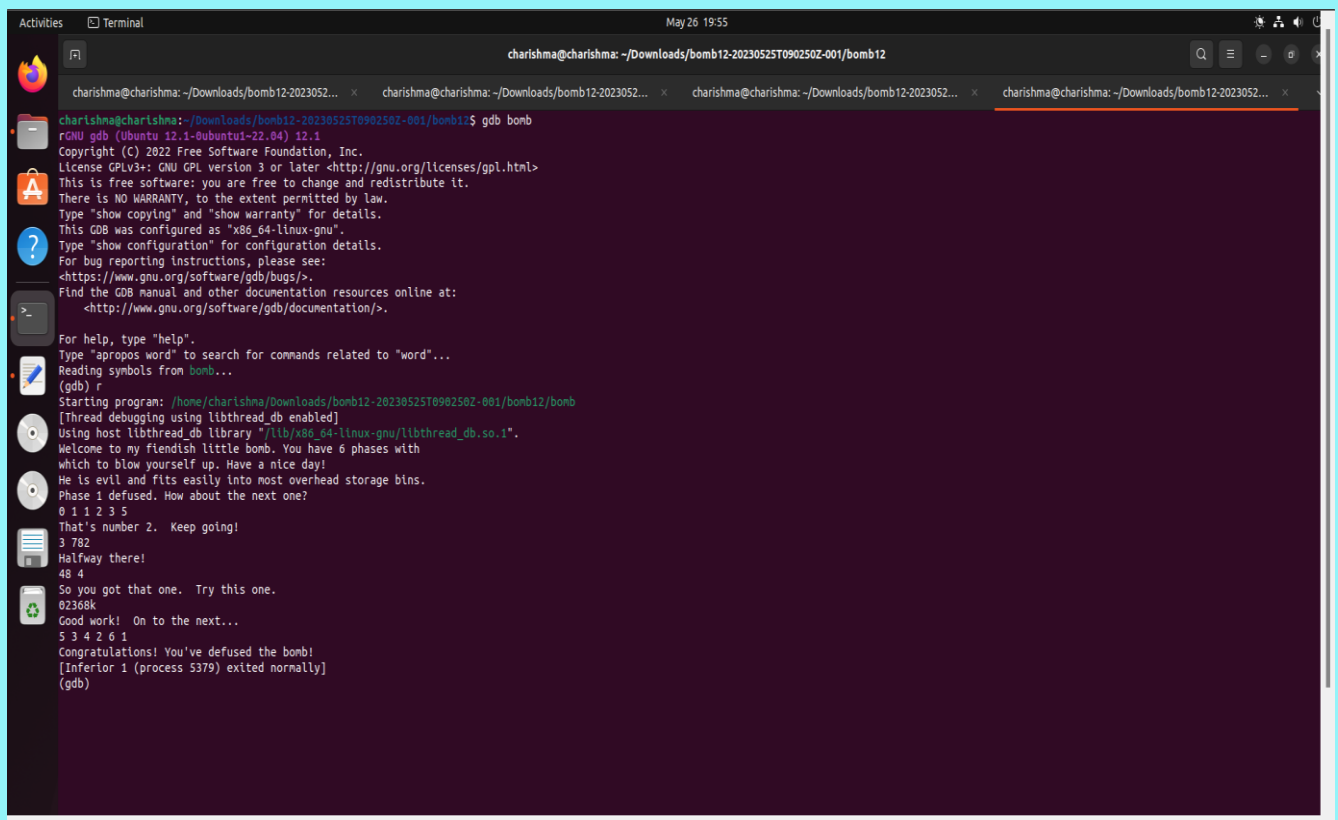 Activities Terminal May 26 19:55
charishma@charishma: ~/Downloads/bomb12-20230525T090250Z-001/bomb12
charishma@charishma: ~/Downloads/bomb12-2023052... × charishma@charishma: ~/Downloads/bomb12-2023052... × charishma@charishma: ~/Downloads/bomb12-2023052... × charishma@charishma: ~/Downloads/bomb12-2023052... ×
charishma@charishma:~/Downloads/bomb12-20230525T090250Z-001/bomb12$ gdb bomb
rGNU gdb (Ubuntu 12.1-0ubuntu1~22.04) 12.1
Copyright (C) 2022 Free Software Foundation, Inc.
License GPLv3+: GNU GPL version 3 or later <http://gnu.org/licenses/gpl.html>
This is free software: you are free to change and redistribute it.
There is NO WARRANTY, to the extent permitted by law.
Type "show copying" and "show warranty" for details.
This GDB was configured as "x86_64-linux-gnu".
Type "show configuration" for configuration details.
For bug reporting instructions, please see:
<https://www.gnu.org/software/gdb/bugs/>.
Find the GDB manual and other documentation resources online at:
<http://www.gnu.org/software/gdb/documentation/>.
For help, type "help".
Type "apropos word" to search for commands related to "word"...
Reading symbols from bomb...
(gdb) r
Starting program: /home/charishma/Downloads/bomb12-20230525T090250Z-001/bomb12/bomb
[Thread debugging using libthread_db enabled]
Using host libthread_db library "/lib/x86_64-linux-gnu/libthread_db.so.1".
Welcome to my fiendish little bomb. You have 6 phases with
which to blow yourself up. Have a nice day!
He is evil and fits easily into most overhead storage bins.
Phase 1 defused. How about the next one?
0 1 1 2 3 5
That's number 2.  Keep going!
3 782
Halfway there!
48 4
So you got that one.  Try this one.
02368k
Good work!  On to the next...
5 3 4 2 6 1
Congratulations! You've defused the bomb!
[Inferior 1 (process 5379) exited normally]
(gdb)